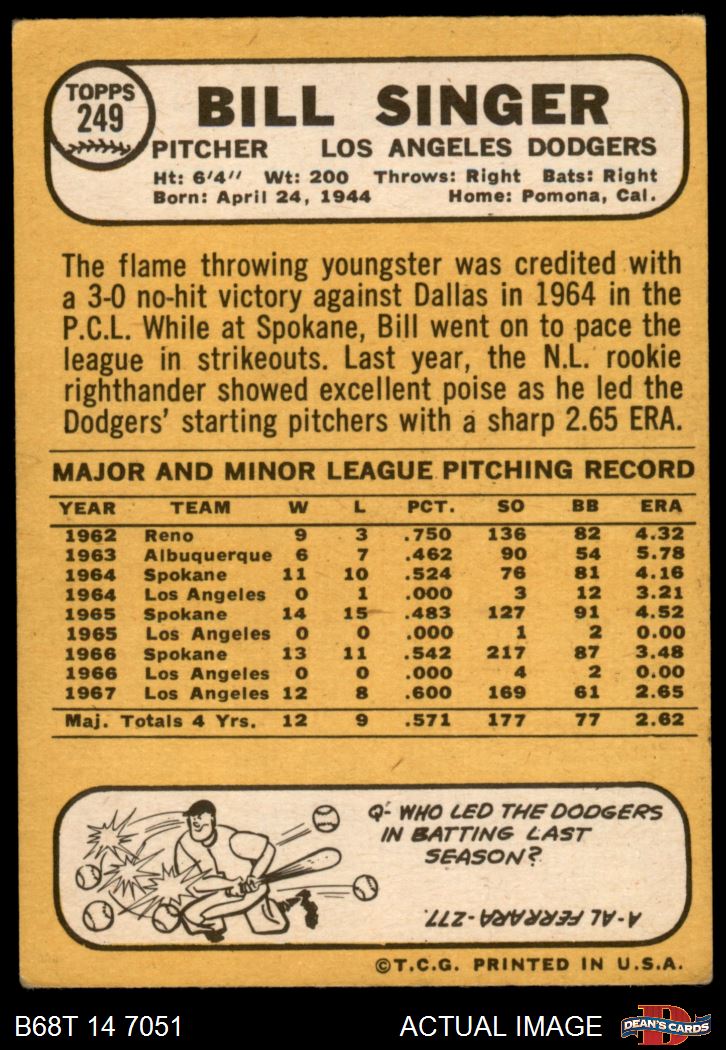 TOPPS
249
BILL SINGER
PITCHER LOS ANGELES DODGERS
Ht: 6'4" Wt: 200 Throws: Right Bats: Right
Born: April 24, 1944 Home: Pomona, Cal.
The flame throwing youngster was credited with
a 3-0 no-hit victory against Dallas in 1964 in the
P.C.L. While at Spokane, Bill went on to pace the
league in strikeouts. Last year, the N.L. rookie
righthander showed excellent poise as he led the
Dodgers' starting pitchers with a sharp 2.65 ERA.
MAJOR AND MINOR LEAGUE PITCHING RECORD
YEAR TEAM W L PCT. SO BB ERA
1962 Reno 9 3 .750 136 82 4.32
1963 Albuquerque 6 7 .462 90 54 5.78
1964 Spokane 11 10 .524 76 81 4.16
1964 Los Angeles 0 1 .000 3 12 3.21
1965 Spokane 14 15 .483 127 91 4.52
1965 Los Angeles 0 0 .000 1 2 0.00
1966 Spokane 13 11 .542 217 87 3.48
1966 Los Angeles 0 0 .000 4 2 0.00
1967 Los Angeles 12 8 .600 169 61 2.65
Maj. Totals 4 Yrs. 12 9 .571 177 77 2.62
Q- WHO LED THE DODGERS
IN BATTING LAST
SEASON?
A-AL FERRARA-.277
©T.C.G. PRINTED IN U.S.A.
B68T 14 7051 ACTUAL IMAGE
D
DEAN'S CARDS